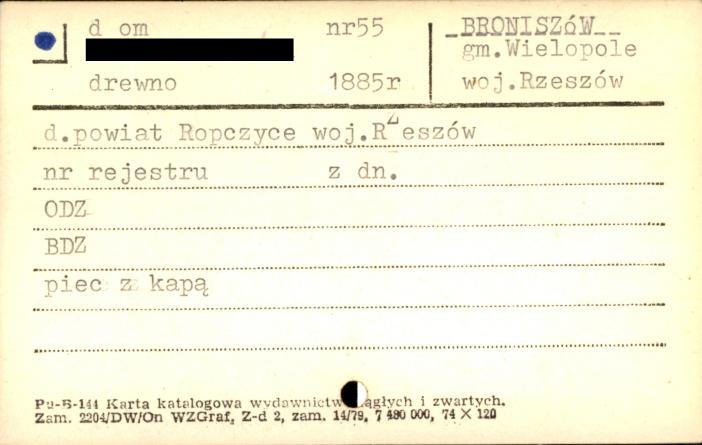 d om nr55 BRONISZóW
gm.Wielopole
drewno 1885r woj.Rzeszów
d.powiat Ropczyce woj.Rzeszów
nr rejestru z dn.
ODZ
BDZ
piec z kapą
Pu-B-144 Karta katalogowa wydawnictw ciągłych i zwartych.
Zam. 2204/DW/On WZGraf, Z-d 2, zam. 14/79, 7 480 000, 74 X 120